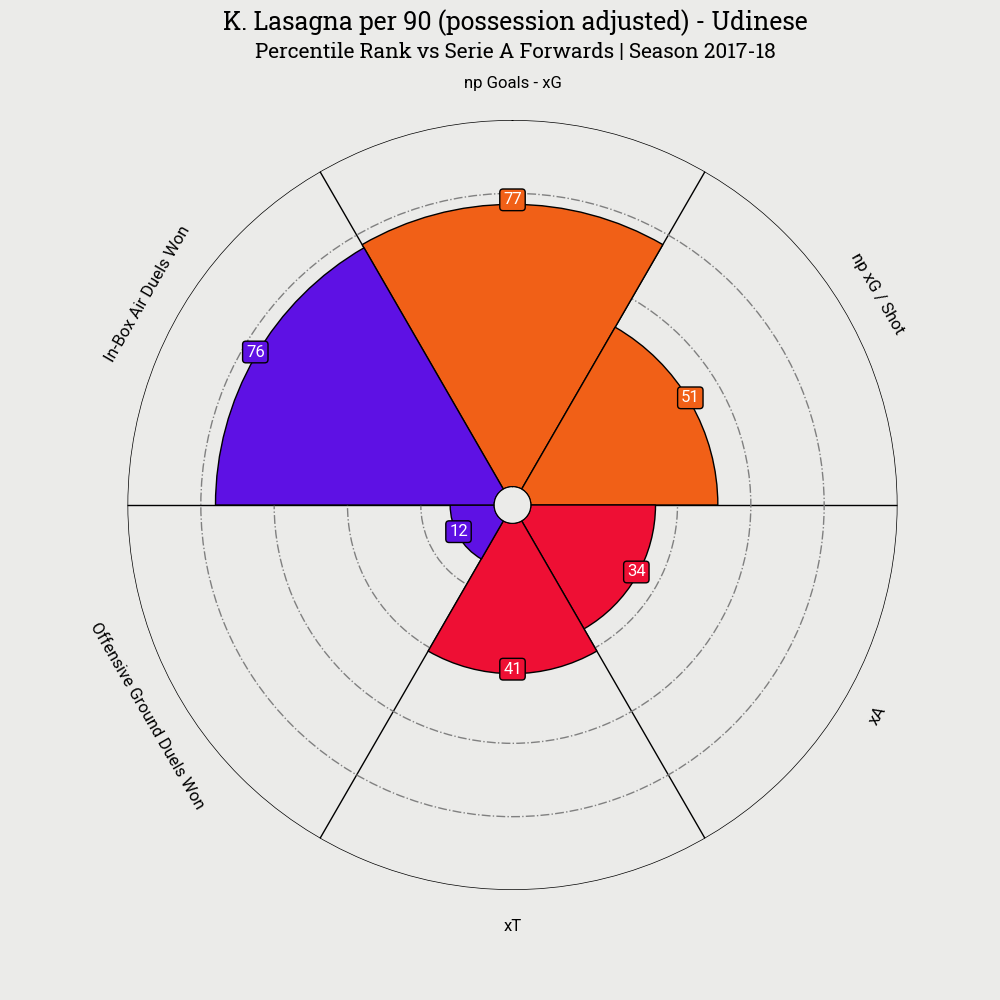 K. Lasagna per 90 (possession adjusted) - Udinese
Percentile Rank vs Serie A Forwards | Season 2017-18
np Goals - xG
77
np xG / Shot
51
In-Box Air Duels Won
76
12
34
41
Offensive Ground Duels Won
xA
xT